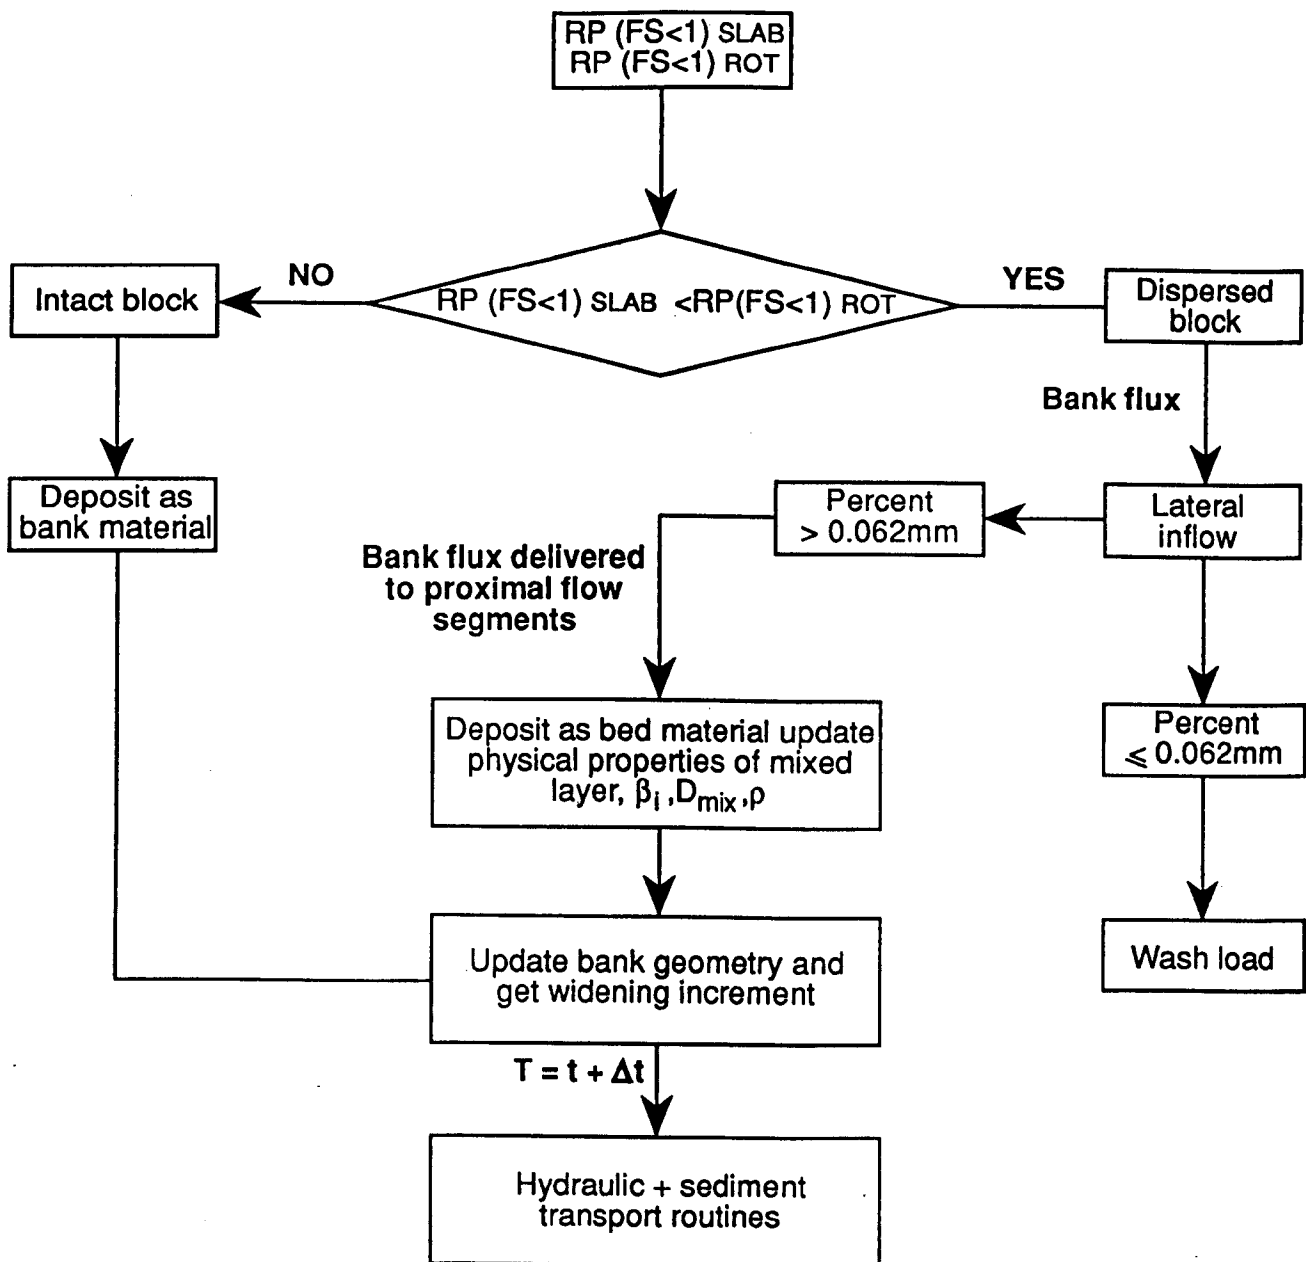 RP (FS<1) SLAB
RP (FS<1) ROT
NO
RP (FS<1) SLAB <RP(FS<1) ROT
YES
Intact block
Dispersed
block
Bank flux
Deposit as
bank material
Percent
> 0.062mm
Lateral
inflow
Bank flux delivered
to proximal flow
segments
Deposit as bed material update
physical properties of mixed
layer, βi ,Dmix,ρ
Percent
⩽ 0.062mm
Update bank geometry and
get widening increment
Wash load
T = t + Δt
Hydraulic + sediment
transport routines